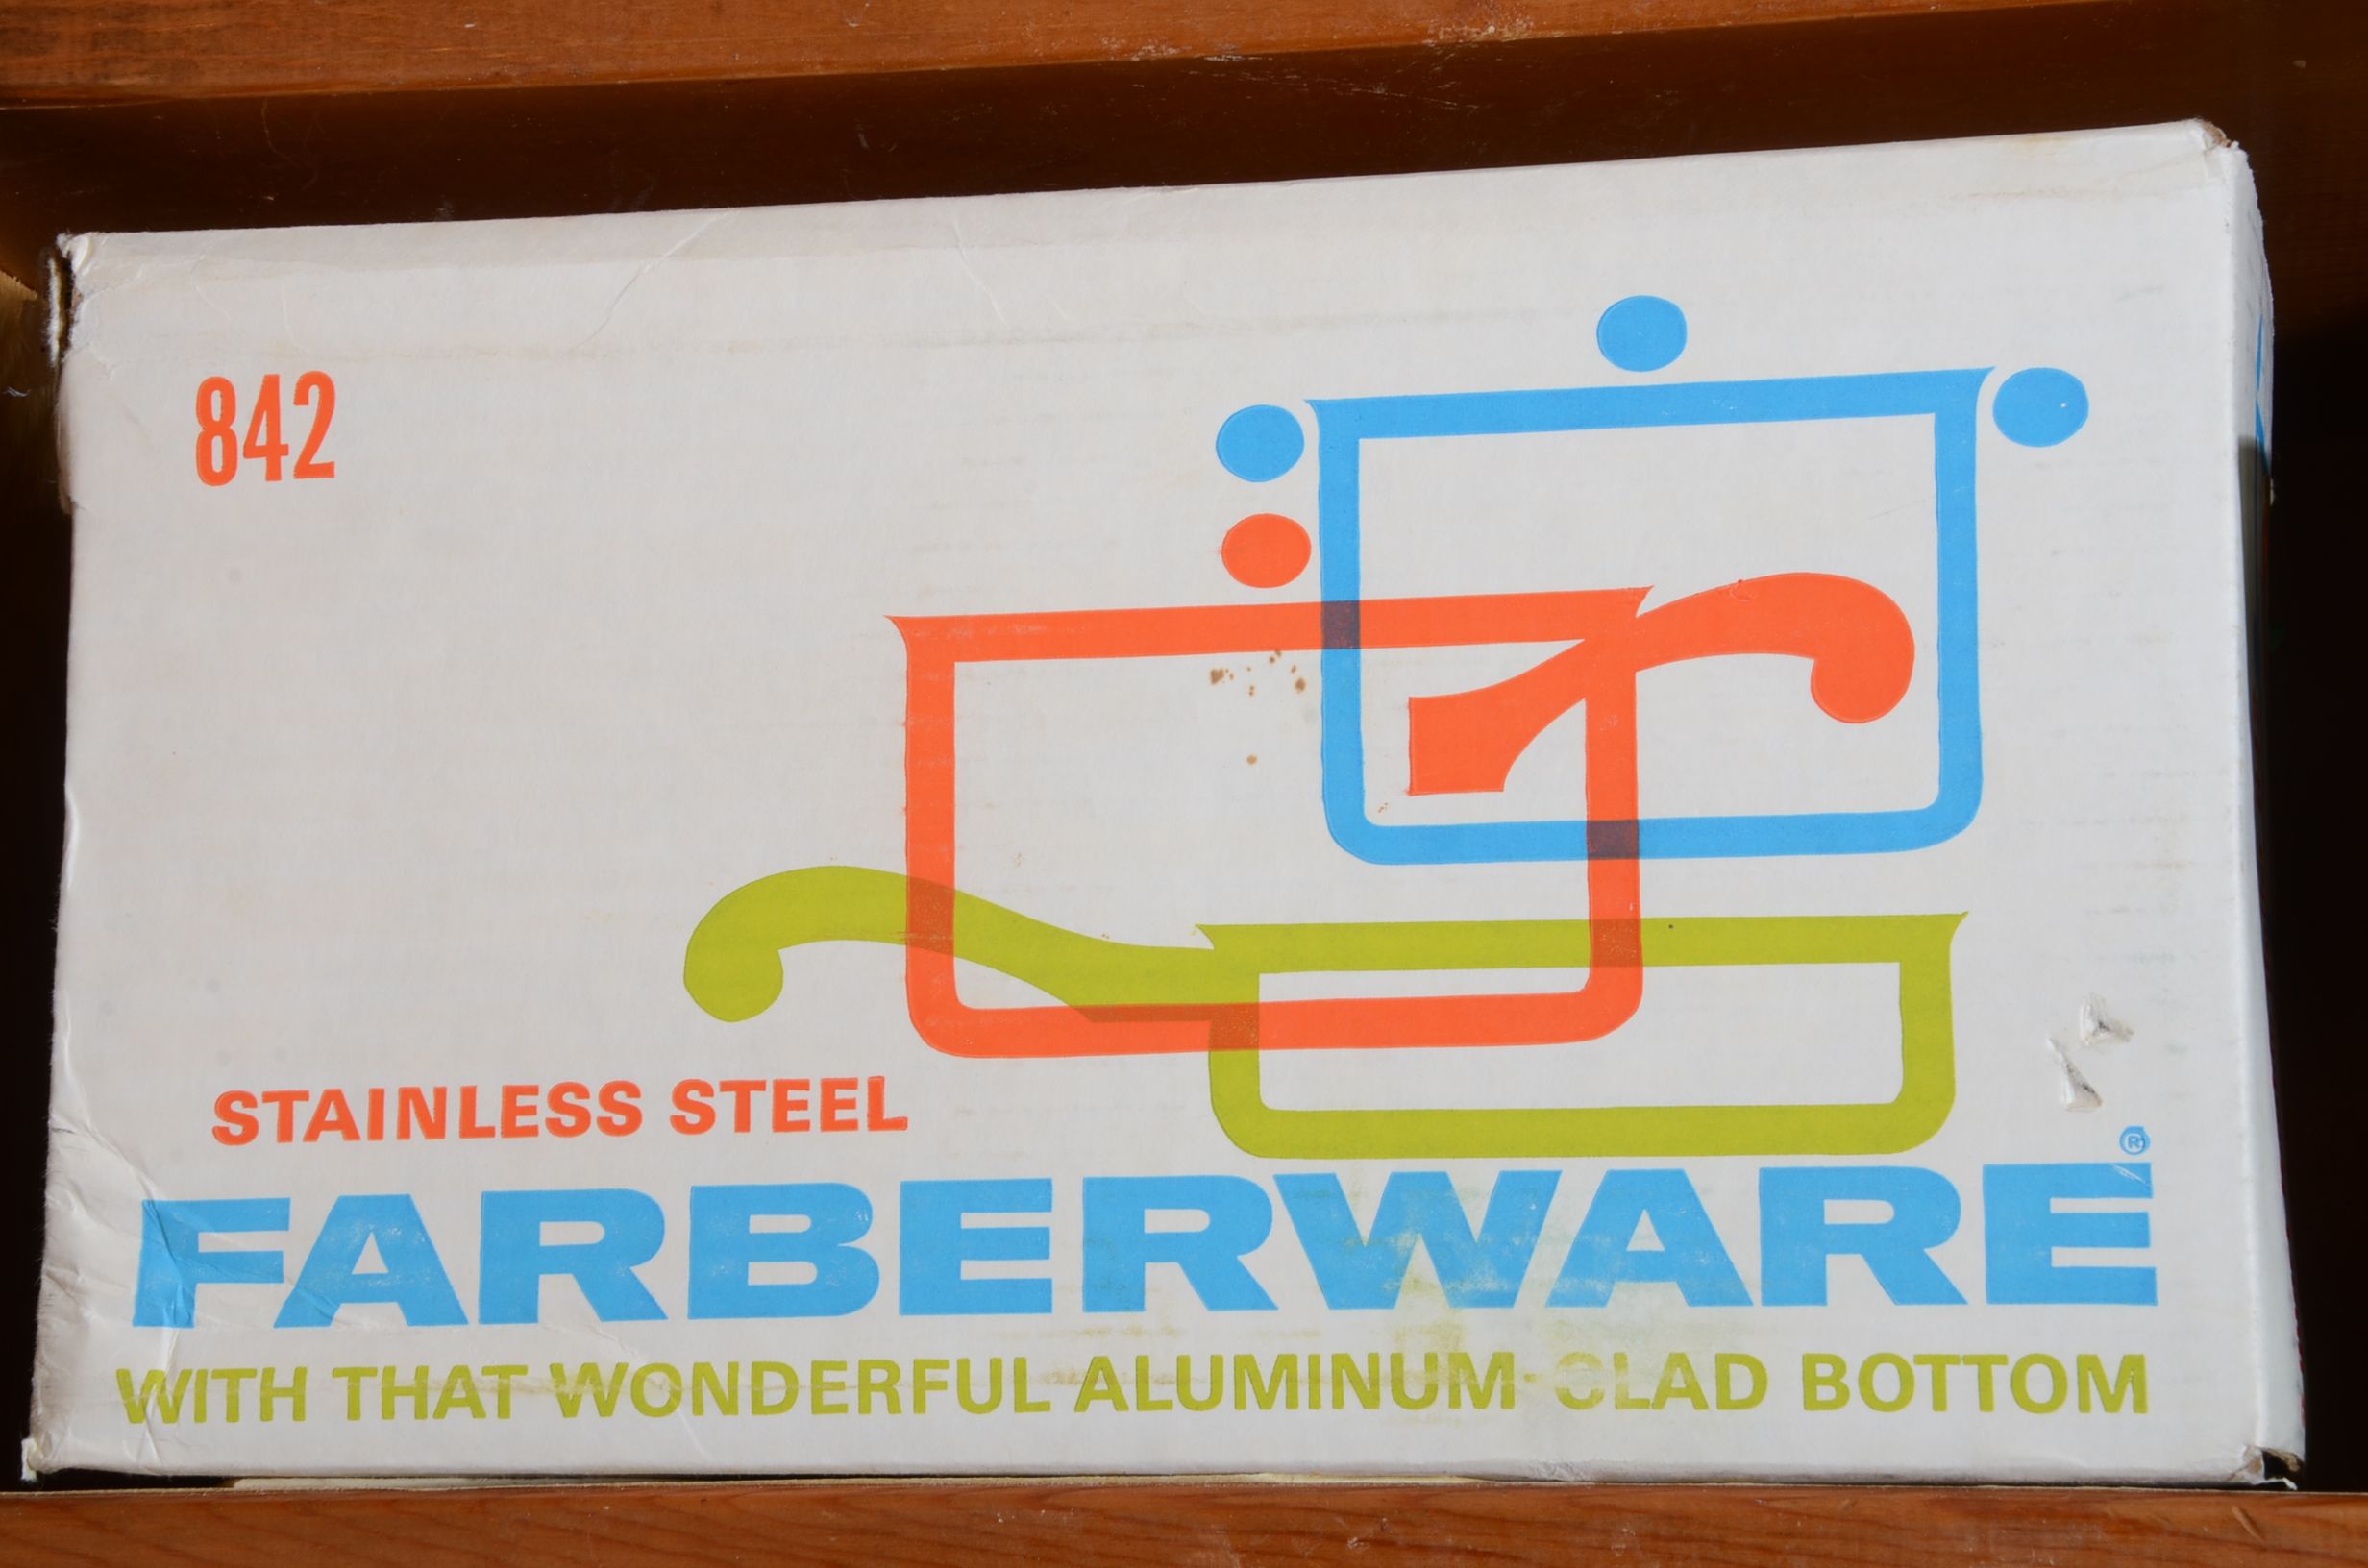 842
STAINLESS STEEL
FARBERWARE®
WITH THAT WONDERFUL ALUMINUM-CLAD BOTTOM